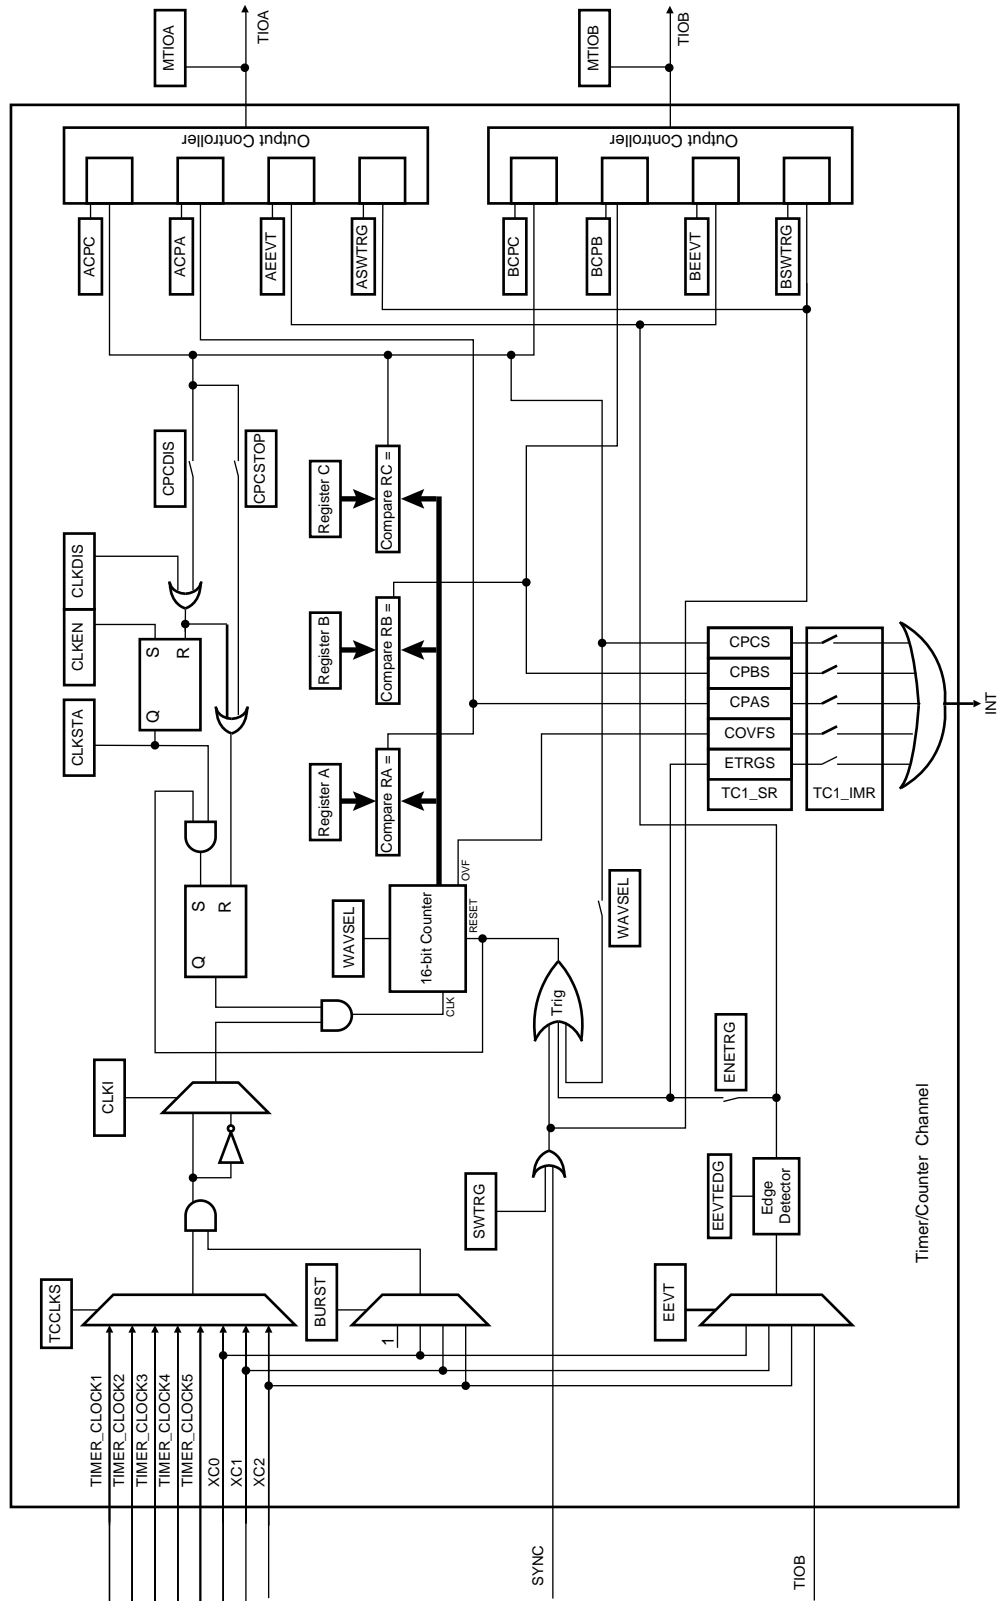 TCCLKS
TIMER_CLOCK1
TIMER_CLOCK2
TIMER_CLOCK3
TIMER_CLOCK4
TIMER_CLOCK5
XC0
XC1
XC2
CLKI
CLKSTA
CLKEN
CLKDIS
Q
S
R
Q
S
R
CPCDIS
CPCSTOP
ACPC
ACPA
AEEVT
ASWTRG
Output Controller
MTIOA
TIOA
BURST
1
WAVSEL
16-bit Counter
CLK
RESET
OVF
Register A
Register B
Register C
Compare RA =
Compare RB =
Compare RC =
BCPC
BCPB
BEEVT
BSWTRG
Output Controller
MTIOB
TIOB
SYNC
SWTRG
Trig
WAVSEL
ENETRG
EEVT
EEVTEDG
Edge
Detector
TIOB
CPCS
CPBS
CPAS
COVFS
ETRGS
TC1_SR
TC1_IMR
INT
Timer/Counter Channel